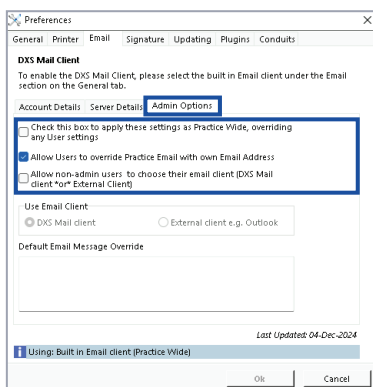 Preferences
General Printer Email Signature Updating Plugins Conduits
DXS Mail Client
To enable the DXS Mail Client, please select the built in Email client under the Email
section on the General tab.
Account Details Server Details Admin Options
Check this box to apply these settings as Practice Wide, overriding
any User settings
Allow Users to override Practice Email with own Email Address
Allow non-admin users to choose their email client (DXS
Mail client *or* External Client)
Use Email Client
DXS Mail client External client e.g. Outlook
Default Email Message Override
Last Updated: 04-Dec-2024
Using: Built in Email client (Practice Wide)
Ok Cancel